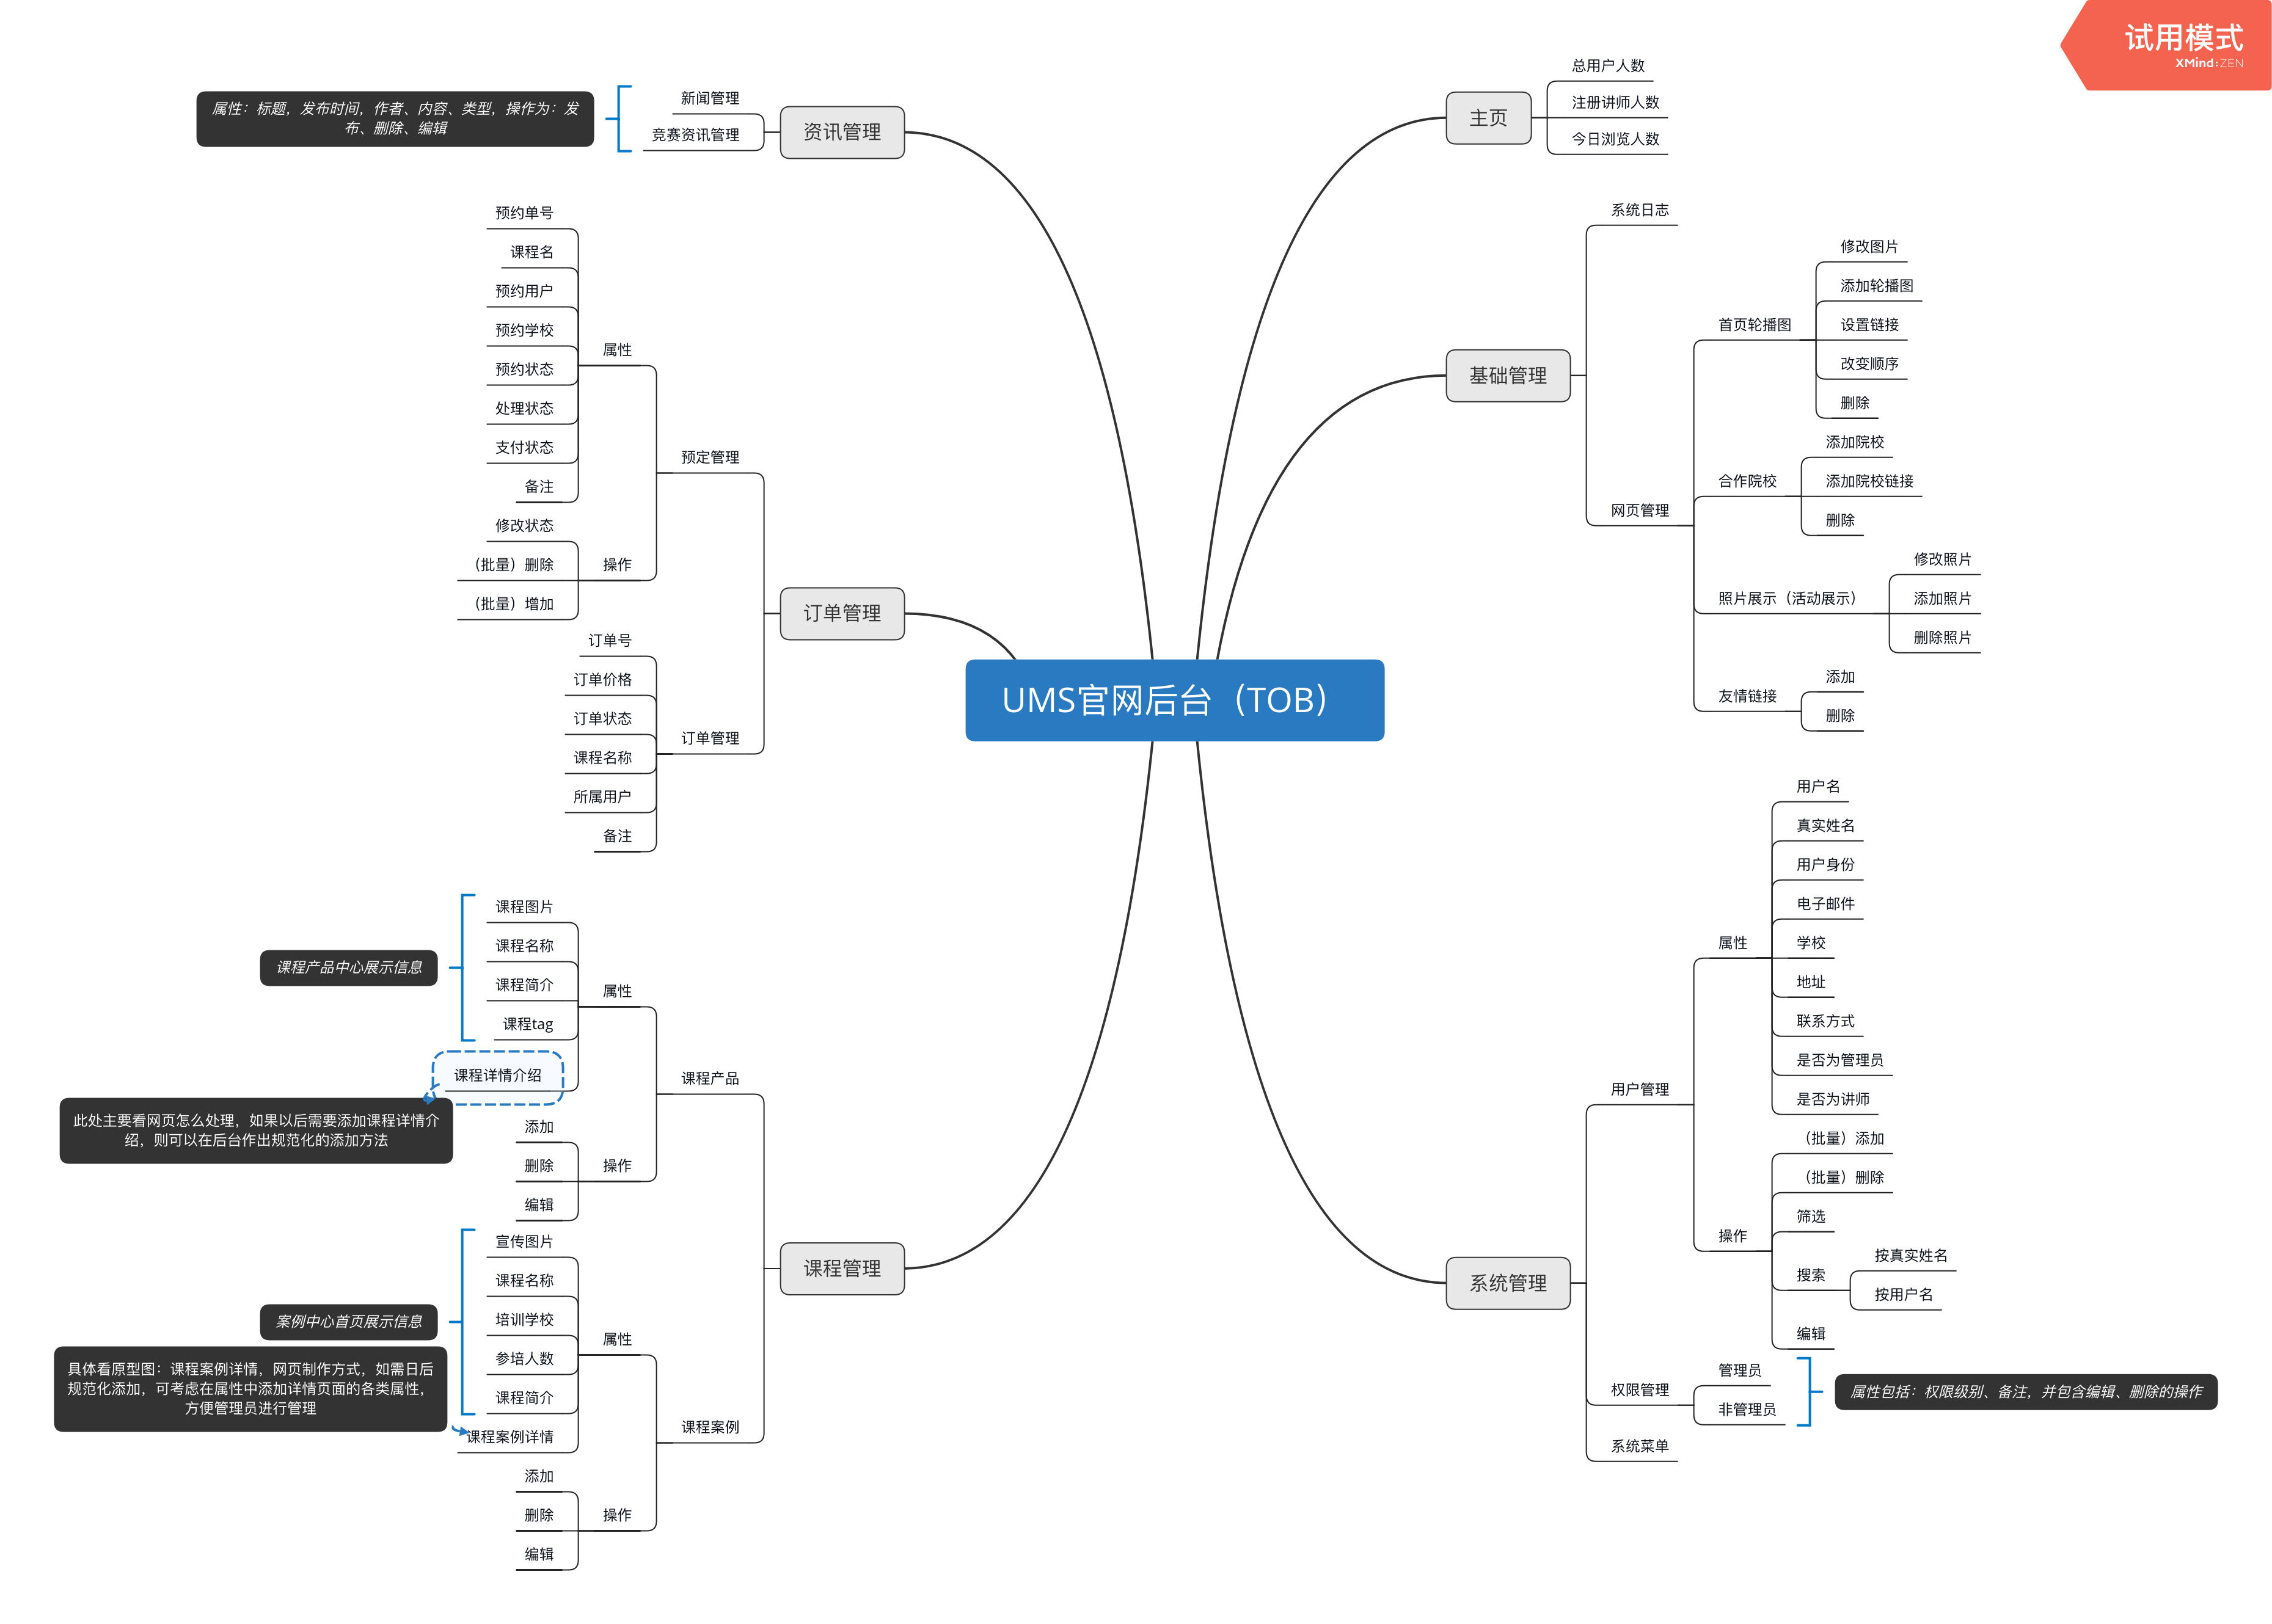 试用模式
XMind:ZEN
UMS官网后台（TOB）
主页
总用户人数
注册讲师人数
今日浏览人数
基础管理
系统日志
网页管理
首页轮播图
修改图片
添加轮播图
设置链接
改变顺序
删除
合作院校
添加院校
添加院校链接
删除
照片展示（活动展示）
修改照片
添加照片
删除照片
友情链接
添加
删除
系统管理
用户管理
属性
用户名
真实姓名
用户身份
电子邮件
学校
地址
联系方式
是否为管理员
是否为讲师
操作
（批量）添加
（批量）删除
筛选
搜索
按真实姓名
按用户名
编辑
权限管理
管理员
非管理员
属性包括：权限级别、备注，并包含编辑、删除的操作
系统菜单
资讯管理
新闻管理
竞赛资讯管理
属性：标题，发布时间，作者、内容、类型，操作为：发
布、删除、编辑
订单管理
预定管理
属性
预约单号
课程名
预约用户
预约学校
预约状态
处理状态
支付状态
备注
操作
修改状态
（批量）删除
（批量）增加
订单管理
订单号
订单价格
订单状态
课程名称
所属用户
备注
课程管理
课程产品
属性
课程图片
课程名称
课程简介
课程tag
课程产品中心展示信息
课程详情介绍
此处主要看网页怎么处理，如果以后需要添加课程详情介
绍，则可以在后台作出规范化的添加方法
操作
添加
删除
编辑
课程案例
属性
宣传图片
课程名称
培训学校
参培人数
课程简介
案例中心首页展示信息
课程案例详情
具体看原型图：课程案例详情，网页制作方式，如需日后
规范化添加，可考虑在属性中添加详情页面的各类属性，
方便管理员进行管理
操作
添加
删除
编辑